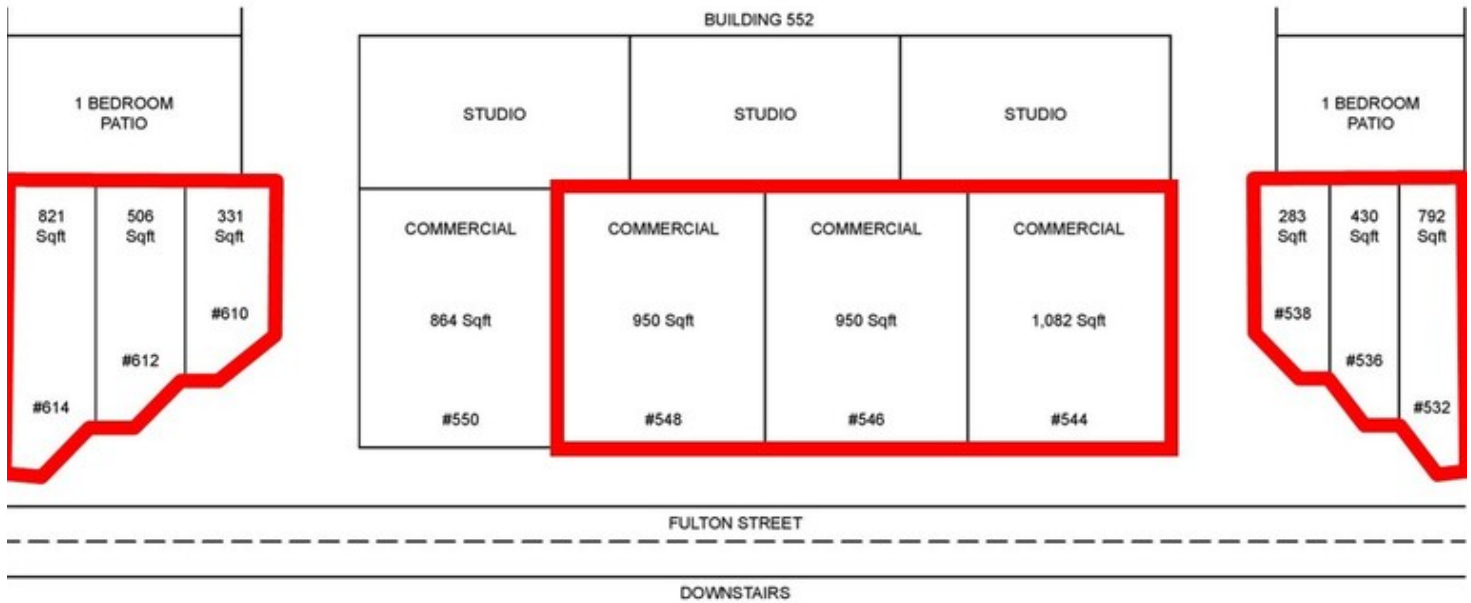 BUILDING 552
1 BEDROOM
PATIO
STUDIO
STUDIO
STUDIO
1 BEDROOM
PATIO
821
Sqft
#614
506
Sqft
#612
331
Sqft
#610
COMMERCIAL
864 Sqft
#550
COMMERCIAL
950 Sqft
#548
COMMERCIAL
950 Sqft
#546
COMMERCIAL
1,082 Sqft
#544
283
Sqft
#538
430
Sqft
#536
792
Sqft
#532
FULTON STREET
DOWNSTAIRS